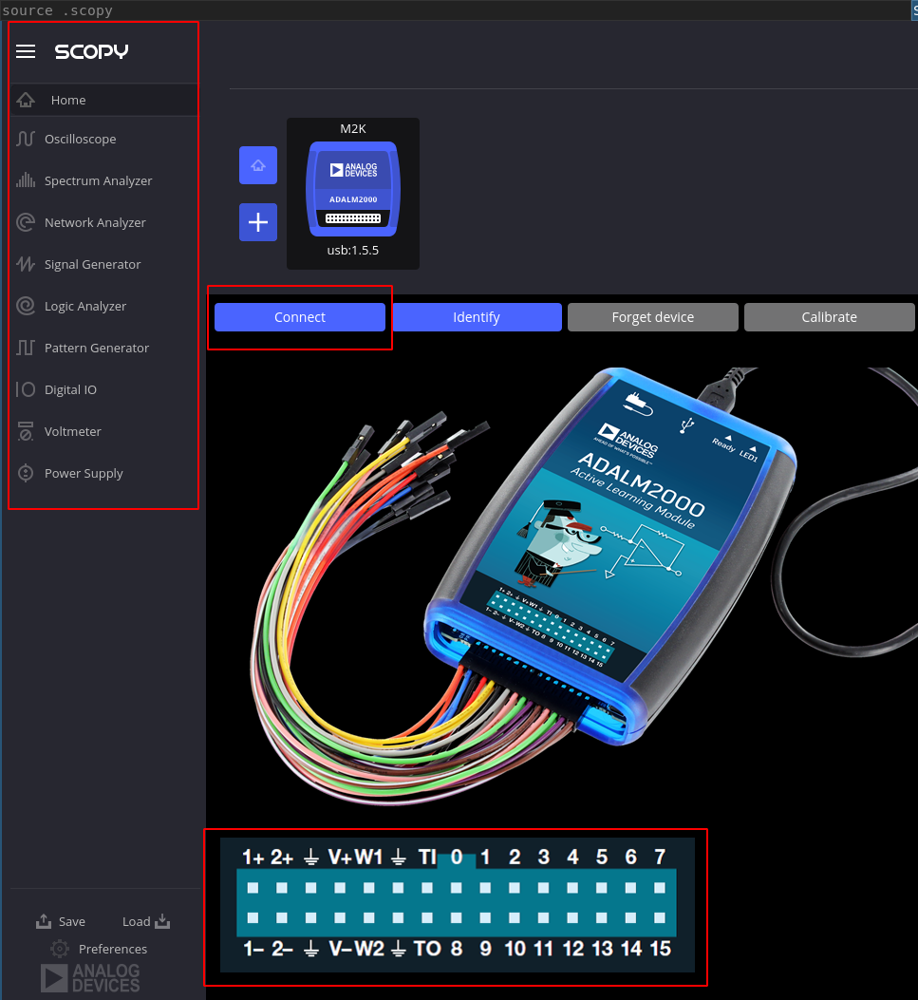 source .scopy
S
SCOPY
Home
Oscilloscope
Spectrum Analyzer
Network Analyzer
Signal Generator
Logic Analyzer
Pattern Generator
Digital IO
Voltmeter
Power Supply
Save
Load
Preferences
ANALOG
DEVICES
M2K
ANALOG
DEVICES
ADALM2000
usb:1.5.5
Connect
Identify
Forget device
Calibrate
Ready
LED1
ANALOG
DEVICES
AHEAD OF WHAT'S POSSIBLE™
ADALM2000
Active Learning Module
1+ 2+ ⏚ V+ W1 ⏚ TI 0 1 2 3 4 5 6 7
1– 2– ⏚ V– W2 ⏚ TO 8 9 10 11 12 13 14 15
1+ 2+ ⏚ V+ W1 ⏚ TI 0 1 2 3 4 5 6 7
1– 2– ⏚ V– W2 ⏚ TO 8 9 10 11 12 13 14 15